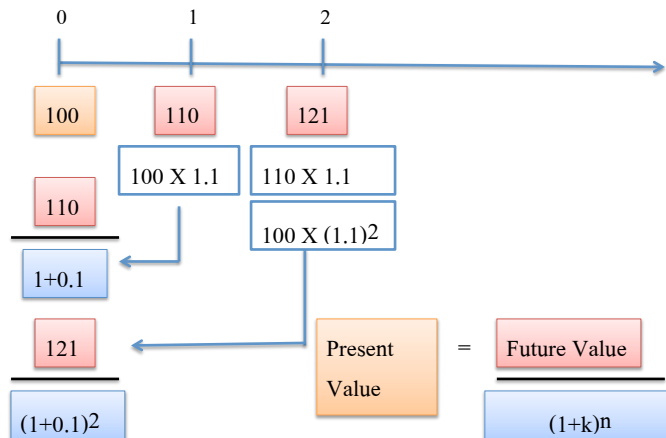 0 1 2
100 110 121
100 X 1.1 110 X 1.1
110
100 X (1.1)2
1+0.1
121
Present Value = Future Value
(1+0.1)2
(1+k)n